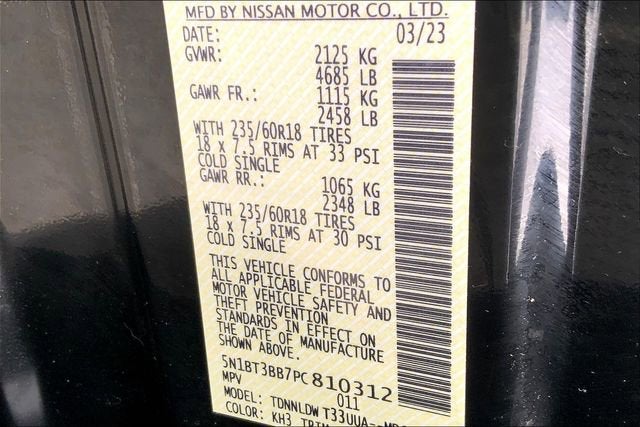 MFD BY NISSAN MOTOR CO., LTD.
DATE: 03/23
GVWR: 2125 KG
4685 LB
GAWR FR.: 1115 KG
2458 LB
WITH 235/60R18 TIRES
18 x 7.5 RIMS AT 33 PSI
COLD SINGLE
GAWR RR.: 1065 KG
2348 LB
WITH 235/60R18 TIRES
18 x 7.5 RIMS AT 30 PSI
COLD SINGLE
THIS VEHICLE CONFORMS TO
ALL APPLICABLE FEDERAL
MOTOR VEHICLE SAFETY AND
THEFT PREVENTION
STANDARDS IN EFFECT ON
THE DATE OF MANUFACTURE
SHOWN ABOVE.
5N1BT3BB7PC810312
MPV 011
MODEL: TDNNLDW T33UUA--
COLOR: KH3 TRIM